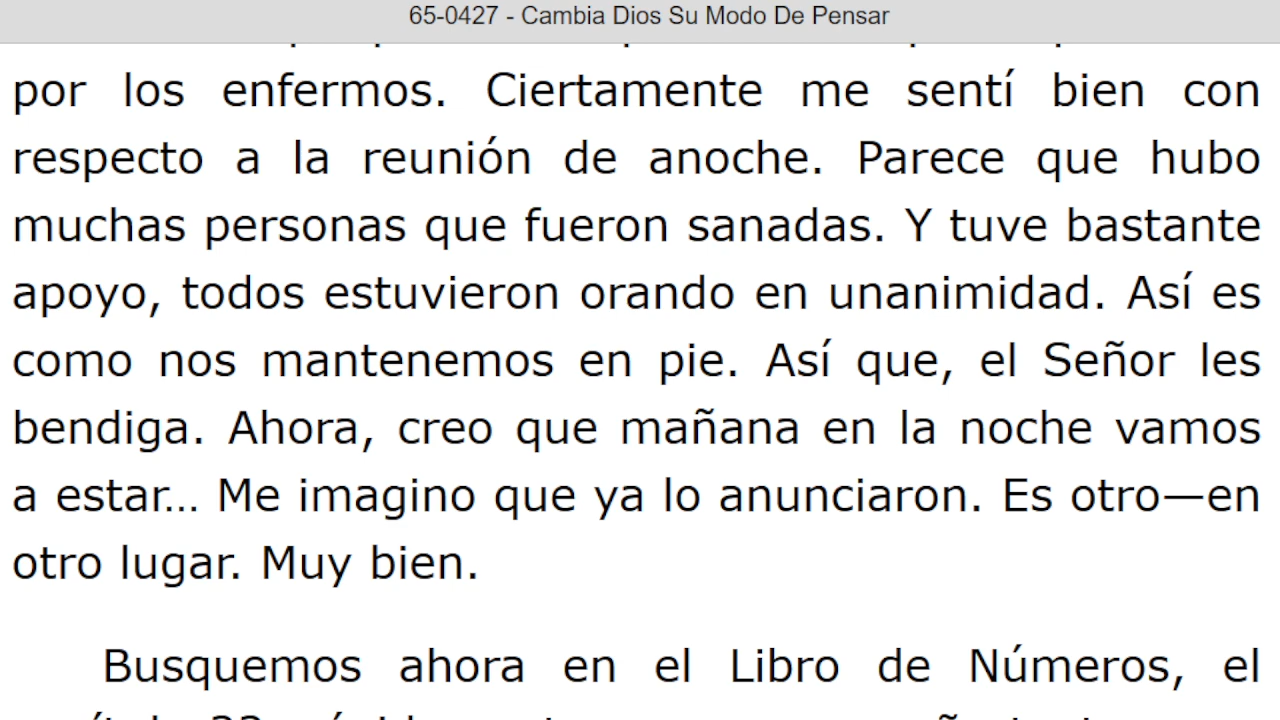 65-0427 - Cambia Dios Su Modo De Pensar
por los enfermos. Ciertamente me sentí bien con
respecto a la reunión de anoche. Parece que hubo
muchas personas que fueron sanadas. Y tuve bastante
apoyo, todos estuvieron orando en unanimidad. Así es
como nos mantenemos en pie. Así que, el Señor les
bendiga. Ahora, creo que mañana en la noche vamos
a estar... Me imagino que ya lo anunciaron. Es otro—en
otro lugar. Muy bien.
Busquemos ahora en el Libro de Números, el